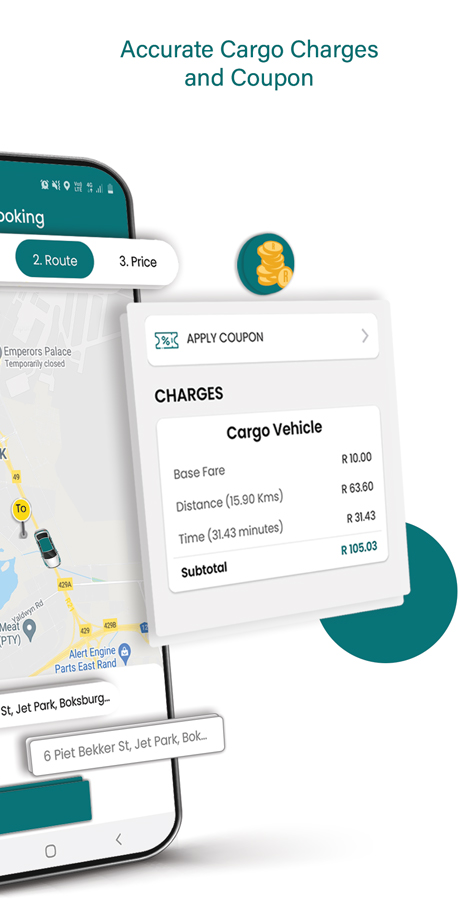 Accurate Cargo Charges
and Coupon
ooking
2. Route
3. Price
Emperors Palace
Temporarily closed
K
49
To
429A
Yaldwyn Rd
Meat
(PTY)
429
429B
Alert Engine
Parts East Rand
APPLY COUPON
CHARGES
Cargo Vehicle
Base Fare R 10.00
Distance (15.90 Kms) R 63.60
Time (31.43 minutes) R 31.43
Subtotal R 105.03
St, Jet Park, Boksburg...
6 Piet Bekker St, Jet Park, Bok...